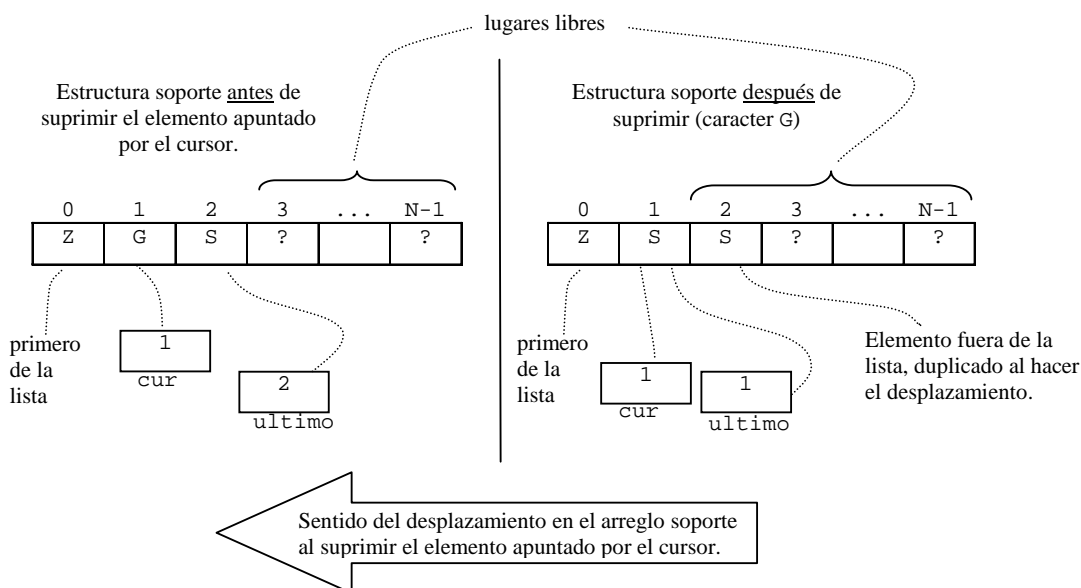 lugares libres
Estructura soporte antes de
suprimir el elemento apuntado
por el cursor.
0 1 2 3 ... N-1
Z G S ? ?
primero
de la
lista
1
cur
2
ultimo
Estructura soporte después de
suprimir (caracter G)
0 1 2 3 ... N-1
Z S S ? ?
primero
de la
lista
1
cur
1
ultimo
Elemento fuera de la
lista, duplicado al hacer
el desplazamiento.
Sentido del desplazamiento en el arreglo soporte
al suprimir el elemento apuntado por el cursor.